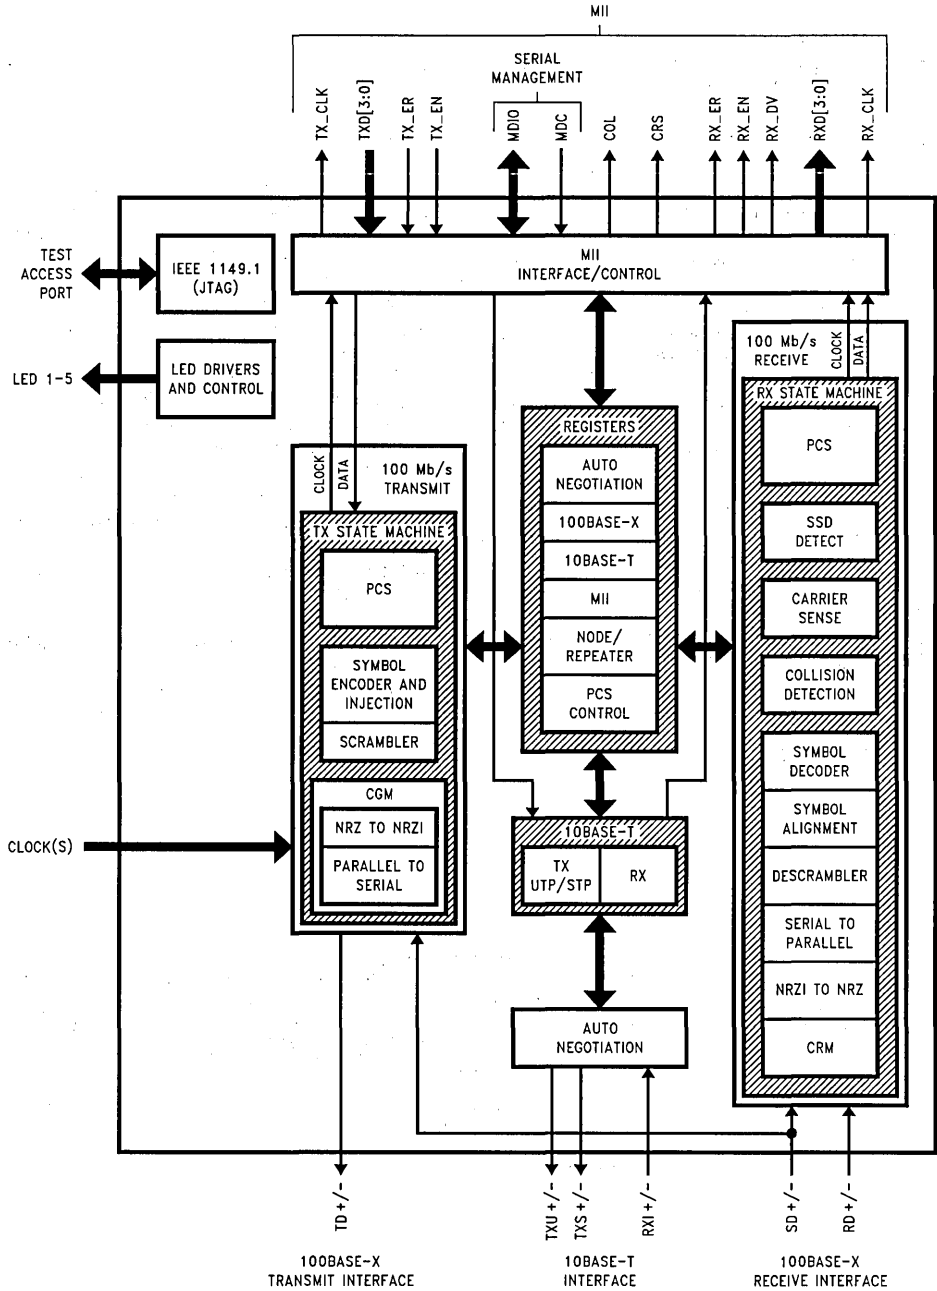 MII
SERIAL
MANAGEMENT
TX_CLK
TXD[3:0]
TX_ER
TX_EN
MDIO
MDC
COL
CRS
RX_ER
RX_EN
RX_DV
RXD[3:0]
RX_CLK
MII
INTERFACE/CONTROL
TEST
ACCESS
PORT
IEEE 1149.1
(JTAG)
LED 1-5
LED DRIVERS
AND CONTROL
CLOCK
DATA
100 Mb/s
TRANSMIT
TX STATE MACHINE
PCS
SYMBOL
ENCODER AND
INJECTION
SCRAMBLER
CGM
NRZ TO NRZI
PARALLEL TO
SERIAL
CLOCK(S)
REGISTERS
AUTO
NEGOTIATION
100BASE-X
10BASE-T
MII
NODE/
REPEATER
PCS
CONTROL
10BASE-T
TX
UTP/STP
RX
AUTO
NEGOTIATION
100 Mb/s
RECEIVE
CLOCK
DATA
RX STATE MACHINE
PCS
SSD
DETECT
CARRIER
SENSE
COLLISION
DETECTION
SYMBOL
DECODER
SYMBOL
ALIGNMENT
DESCRAMBLER
SERIAL TO
PARALLEL
NRZI TO NRZ
CRM
TD +/-
TXU +/-
TXS +/-
RXI +/-
SD +/-
RD +/-
100BASE-X
TRANSMIT INTERFACE
10BASE-T
INTERFACE
100BASE-X
RECEIVE INTERFACE